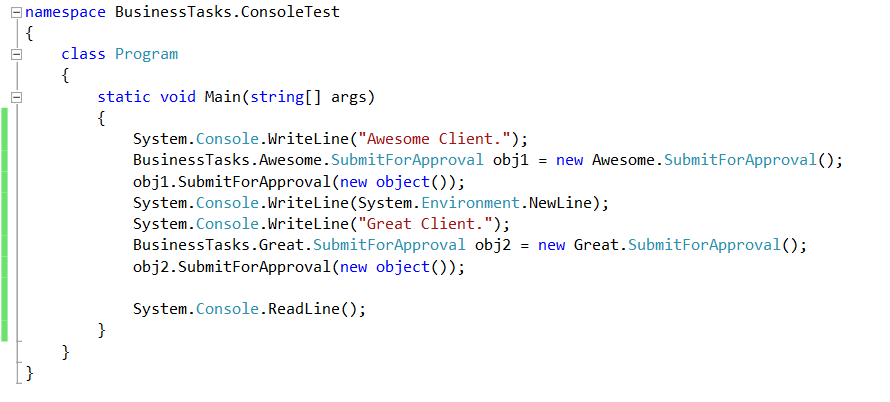 namespace BusinessTasks.ConsoleTest
{
    class Program
    {
        static void Main(string[] args)
        {
            System.Console.WriteLine("Awesome Client.");
            BusinessTasks.Awesome.SubmitForApproval obj1 = new Awesome.SubmitForApproval();
            obj1.SubmitForApproval(new object());
            System.Console.WriteLine(System.Environment.NewLine);
            System.Console.WriteLine("Great Client.");
            BusinessTasks.Great.SubmitForApproval obj2 = new Great.SubmitForApproval();
            obj2.SubmitForApproval(new object());

            System.Console.ReadLine();
        }
    }
}